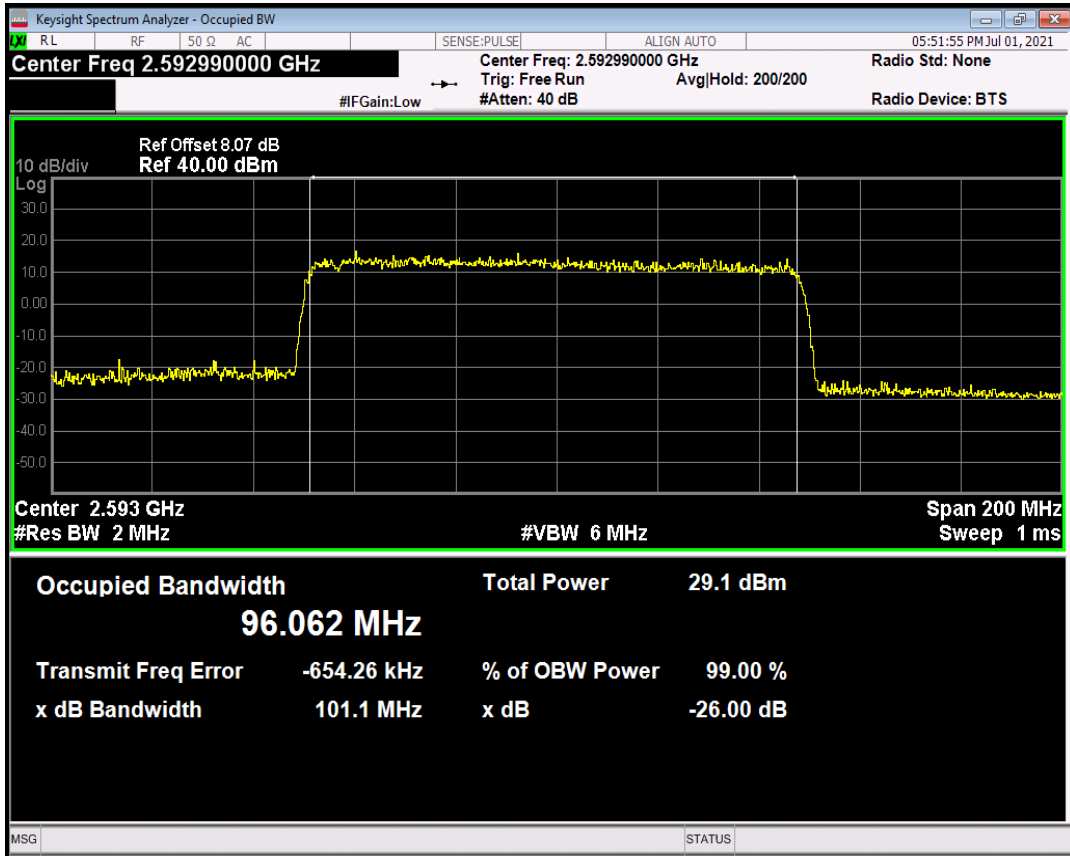 Keysight Spectrum Analyzer - Occupied BW
LXI RL RF 50 Ω AC SENSE:PULSE ALIGN AUTO 05:51:55 PM Jul 01, 2021
Center Freq 2.592990000 GHz Center Freq: 2.592990000 GHz Radio Std: None
Trig: Free Run Avg|Hold: 200/200
#IFGain:Low #Atten: 40 dB Radio Device: BTS
Ref Offset 8.07 dB
10 dB/div Ref 40.00 dBm
Log
30.0
20.0
10.0
0.00
-10.0
-20.0
-30.0
-40.0
-50.0
Center 2.593 GHz Span 200 MHz
#Res BW 2 MHz #VBW 6 MHz Sweep 1 ms
Occupied Bandwidth Total Power 29.1 dBm
96.062 MHz
Transmit Freq Error -654.26 kHz % of OBW Power 99.00 %
x dB Bandwidth 101.1 MHz x dB -26.00 dB
MSG STATUS